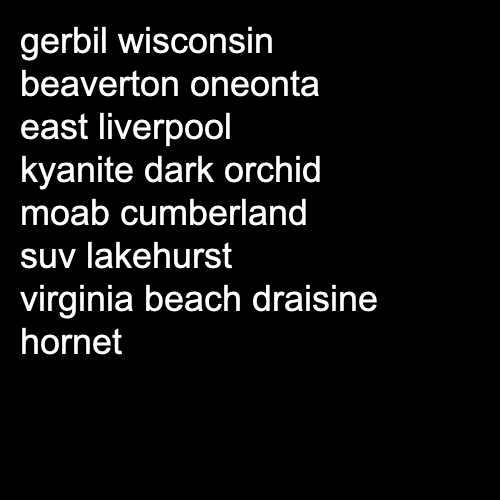 gerbil wisconsin
beaverton oneonta
east liverpool
kyanite dark orchid
moab cumberland
suv lakehurst
virginia beach draisine
hornet